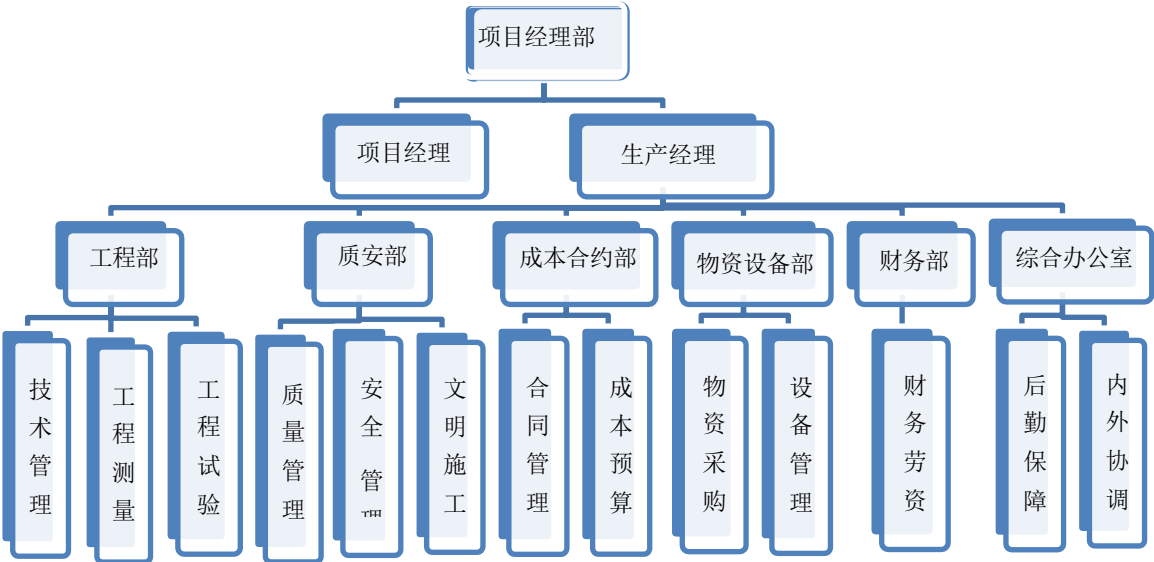 项目经理部
项目经理
生产经理
工程部
质安部
成本合约部
物资设备部
财务部
综合办公室
技术管理
工程测量
工程试验
质量管理
安全 管理
文明施工
合同管理
成本预算
物资采购
设备管理
财务劳资
后勤保障
内外协调